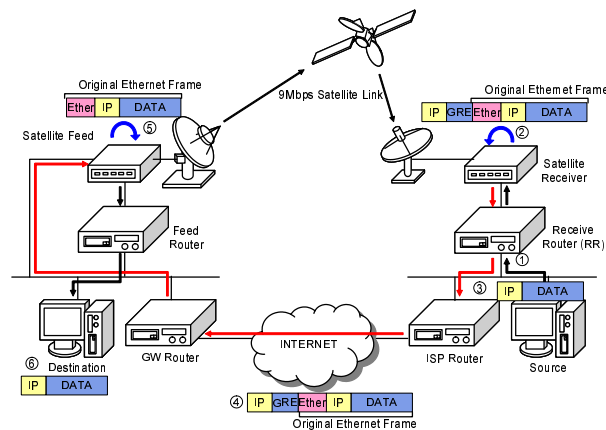 Original Ethernet Frame
Ether IP DATA
⑤
Satellite Feed
9Mbps Satellite Link
Original Ethernet Frame
IP GRE Ether IP DATA
②
Satellite
Receiver
Feed
Router
Receive
Router (RR)
①
③
IP DATA
INTERNET
⑥
Destination
IP DATA
GW Router
ISP Router
Source
④
IP GRE Ether IP DATA
Original Ethernet Frame